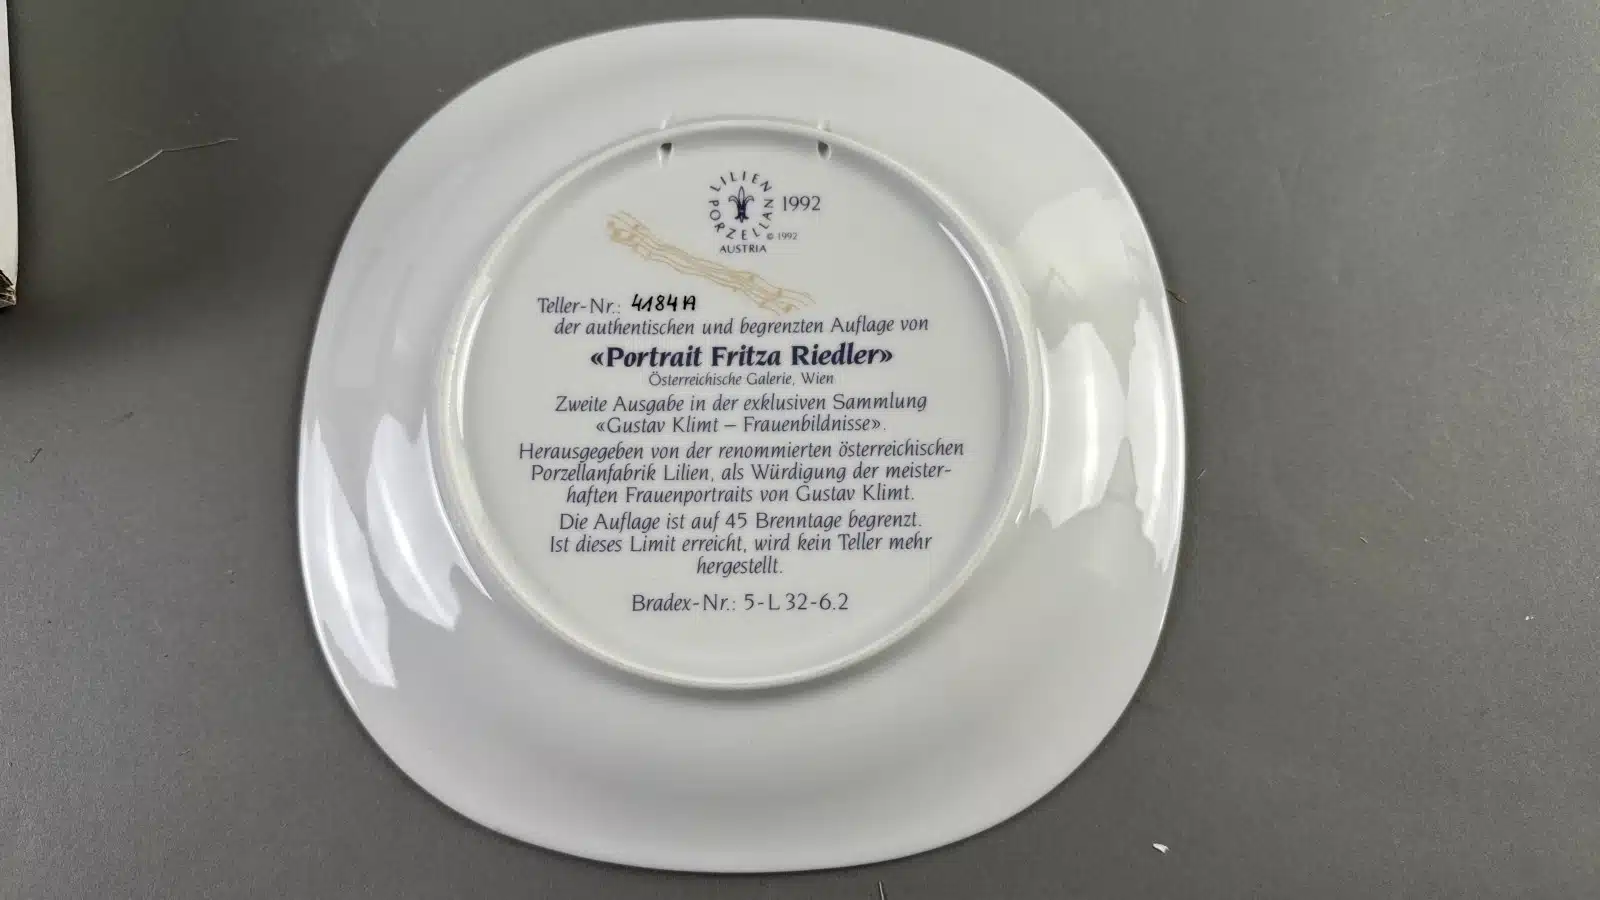 LILIEN PORZELLAN
1992
© 1992
AUSTRIA
Teller-Nr.: 4184A
der authentischen und begrenzten Auflage von
«Portrait Fritza Riedler»
Österreichische Galerie, Wien
Zweite Ausgabe in der exklusiven Sammlung
«Gustav Klimt – Frauenbildnisse».
Herausgegeben von der renommierten österreichischen
Porzellanfabrik Lilien, als Würdigung der meister-
haften Frauenportraits von Gustav Klimt.
Die Auflage ist auf 45 Brenntage begrenzt.
Ist dieses Limit erreicht, wird kein Teller mehr
hergestellt.
Bradex-Nr.: 5-L32-6.2